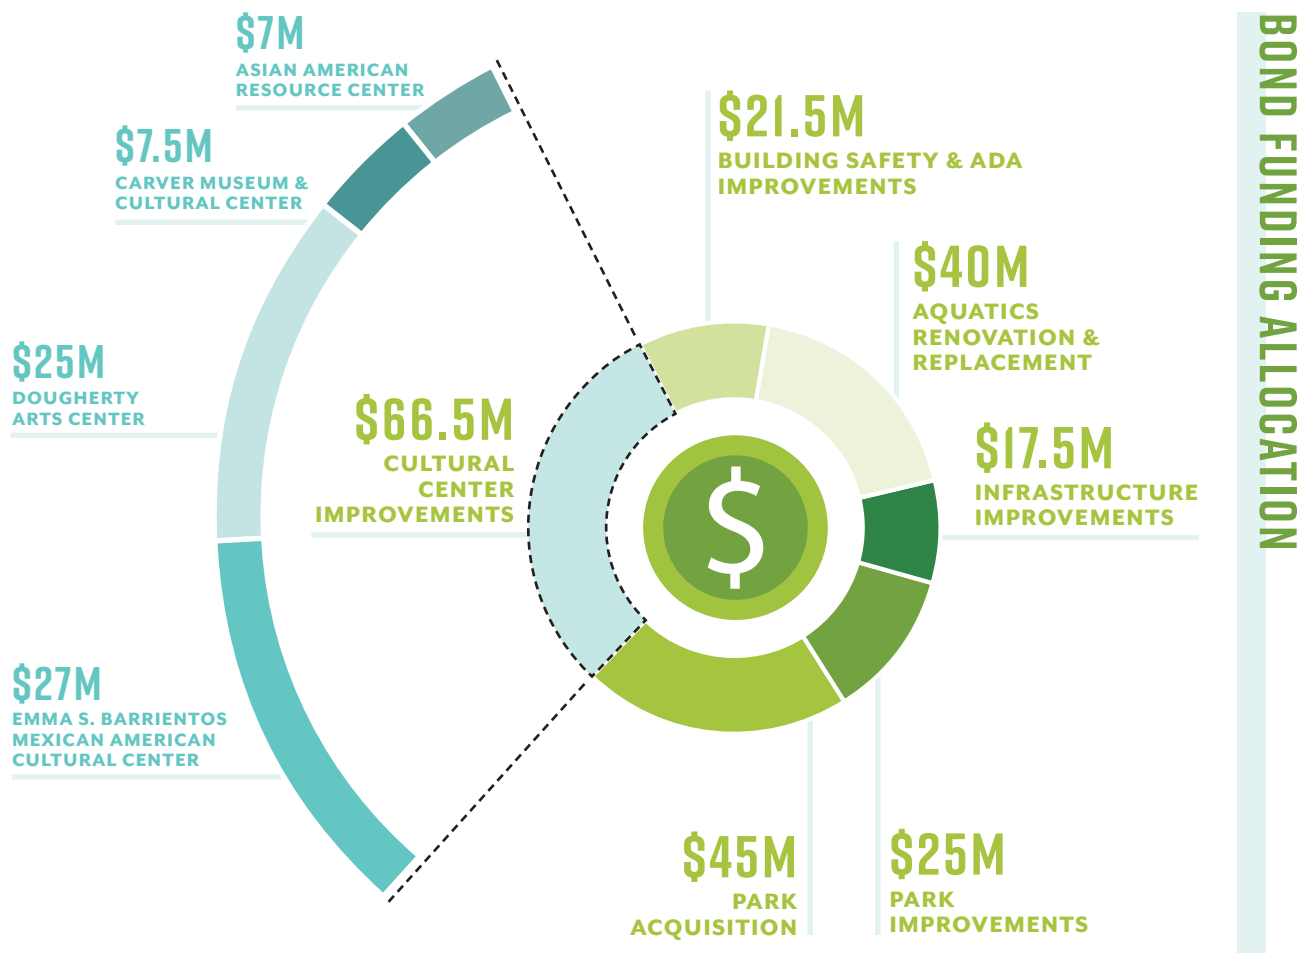 $7M
ASIAN AMERICAN
RESOURCE CENTER
$7.5M
CARVER MUSEUM &
CULTURAL CENTER
$25M
DOUGHERTY
ARTS CENTER
$27M
EMMA S. BARRIENTOS
MEXICAN AMERICAN
CULTURAL CENTER
$66.5M
CULTURAL
CENTER
IMPROVEMENTS
$21.5M
BUILDING SAFETY & ADA
IMPROVEMENTS
$40M
AQUATICS
RENOVATION &
REPLACEMENT
$17.5M
INFRASTRUCTURE
IMPROVEMENTS
$
$45M
PARK
ACQUISITION
$25M
PARK
IMPROVEMENTS
BOND FUNDING ALLOCATION